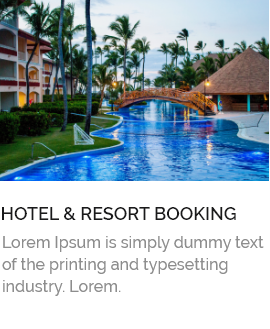 HOTEL & RESORT BOOKING
Lorem Ipsum is simply dummy text
of the printing and typesetting
industry. Lorem.